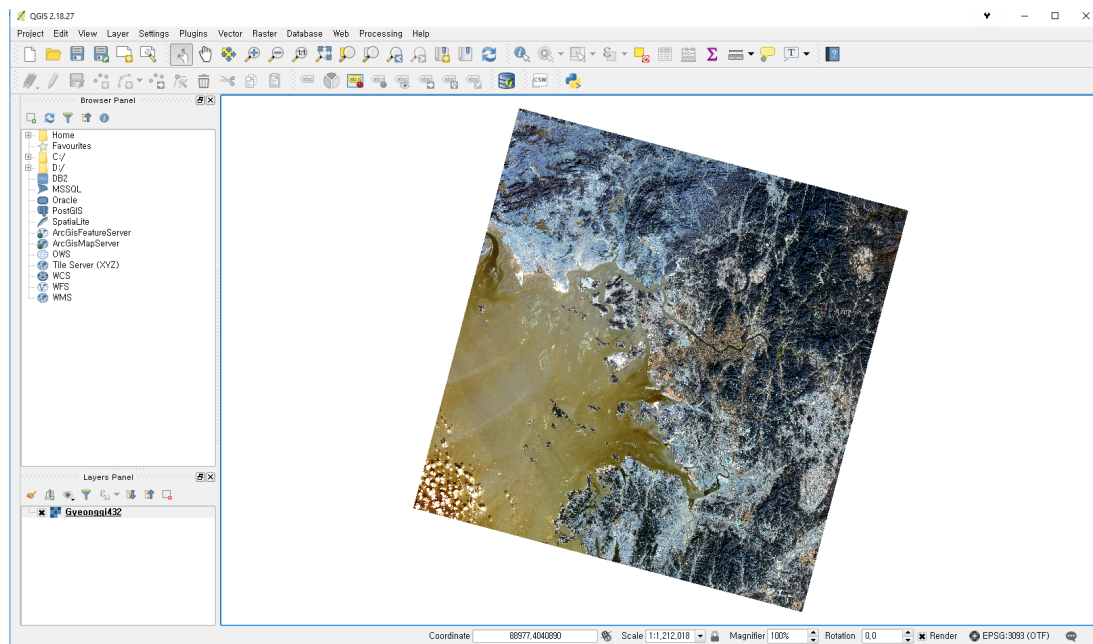 QGIS 2.18.27
Project Edit View Layer Settings Plugins Vector Raster Database Web Processing Help
Browser Panel
Home
Favourites
C:/
D:/
DB2
MSSQL
Oracle
PostGIS
SpatiaLite
ArcGisFeatureServer
ArcGisMapServer
OWS
Tile Server (XYZ)
WCS
WFS
WMS
Layers Panel
Gyeonggi432
Coordinate 88977,4040890 Scale 1:1,212,018 Magnifier 100% Rotation 0,0 Render EPSG:3093 (OTF)